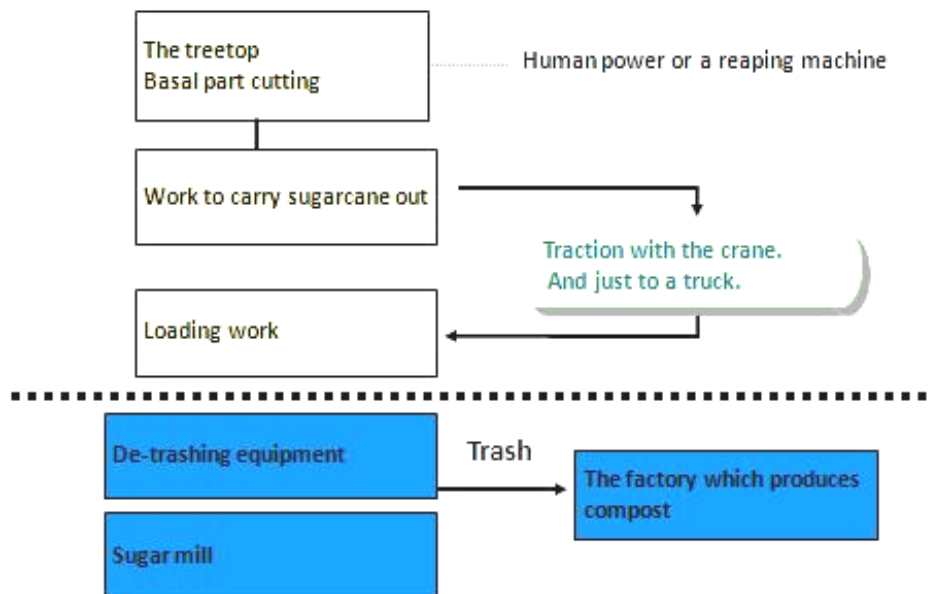 The treetop
Basal part cutting
Human power or a reaping machine
Work to carry sugarcane out
Traction with the crane.
And just to a truck.
Loading work
De-trashing equipment
Trash
The factory which produces
compost
Sugar mill